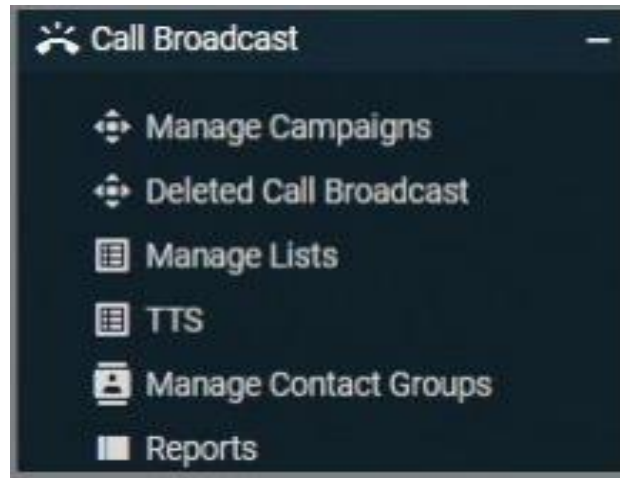 Call Broadcast
Manage Campaigns
Deleted Call Broadcast
Manage Lists
TTS
Manage Contact Groups
Reports